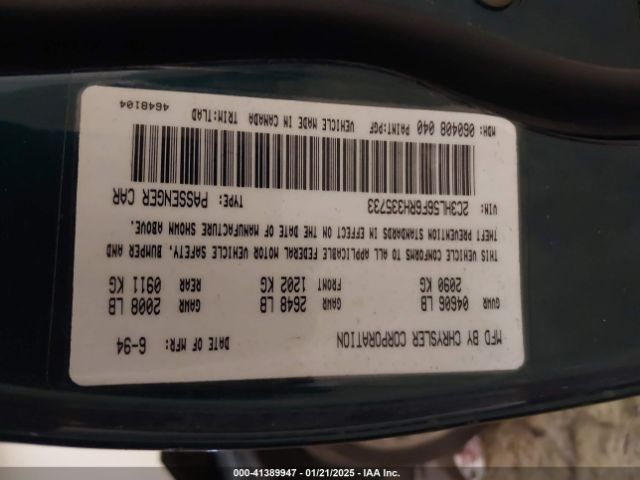 MFD BY CHRYSLER CORPORATION DATE OF MFR: 6-94
GVWR 04606 LB GAWR 2648 LB GAWR 2008 LB
2090 KG FRONT 1202 KG REAR 0911 KG
THIS VEHICLE CONFORMS TO ALL APPLICABLE FEDERAL MOTOR VEHICLE SAFETY, BUMPER AND
THEFT PREVENTION STANDARDS IN EFFECT ON THE DATE OF MANUFACTURE SHOWN ABOVE.
VIN: 2C3HL56F6RH335733 TYPE: PASSENGER CAR
MDH: 060408 040 PAINT:PGF VEHICLE MADE IN CANADA TRIM:TLAD
4648104
000-41389947 - 01/21/2025 - IAA Inc.